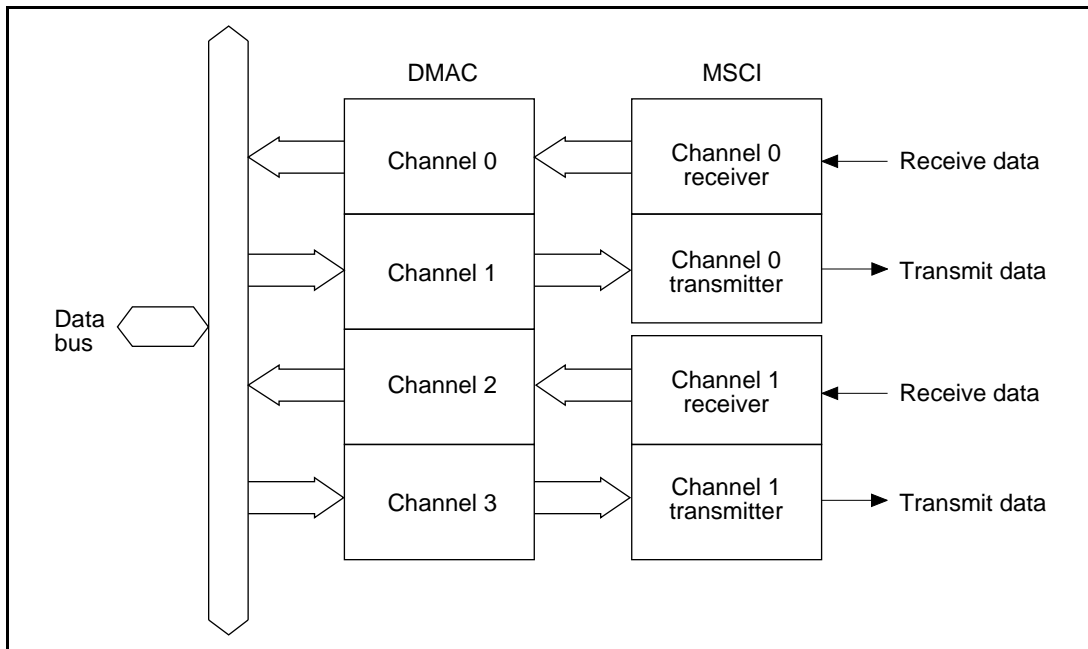 DMAC
MSCI
Channel 0
Channel 0
receiver
Receive data
Channel 1
Channel 0
transmitter
Transmit data
Data
bus
Channel 2
Channel 1
receiver
Receive data
Channel 3
Channel 1
transmitter
Transmit data